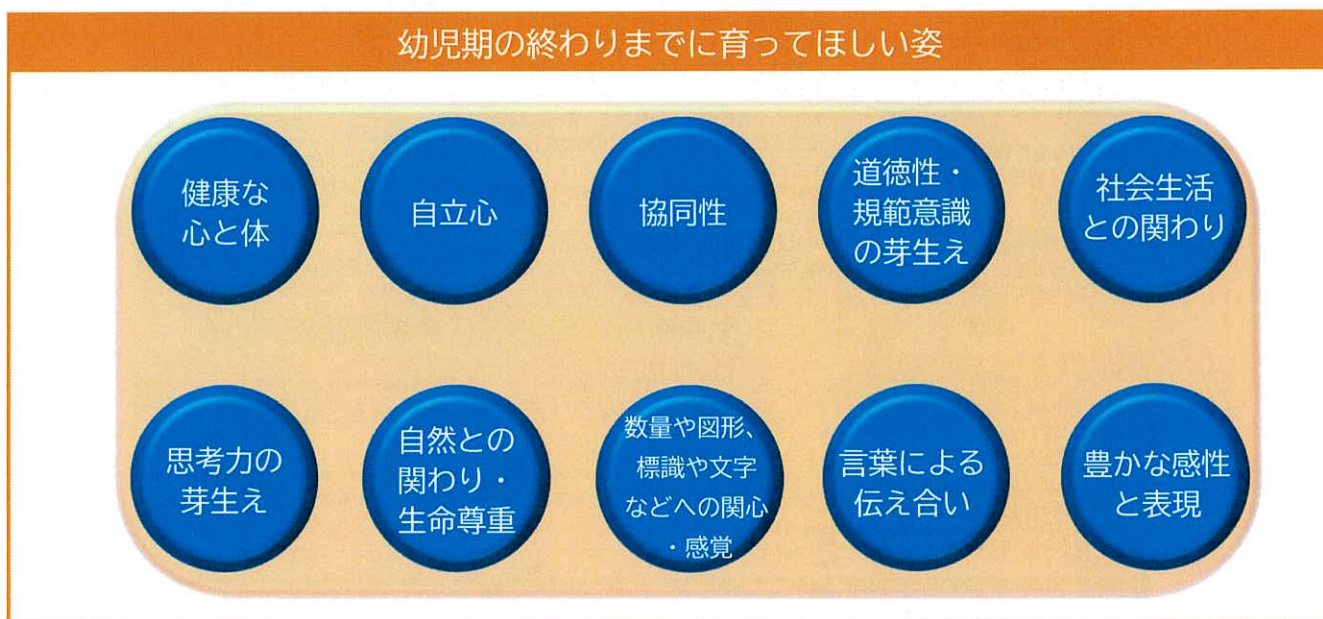 幼児期の終わりまでに育ってほしい姿
健康な
心と体
自立心
協同性
道徳性・
規範意識
の芽生え
社会生活
との関わり
思考力の
芽生え
自然との
関わり・
生命尊重
数量や図形、
標識や文字
などへの関心
・感覚
言葉による
伝え合い
豊かな感性
と表現